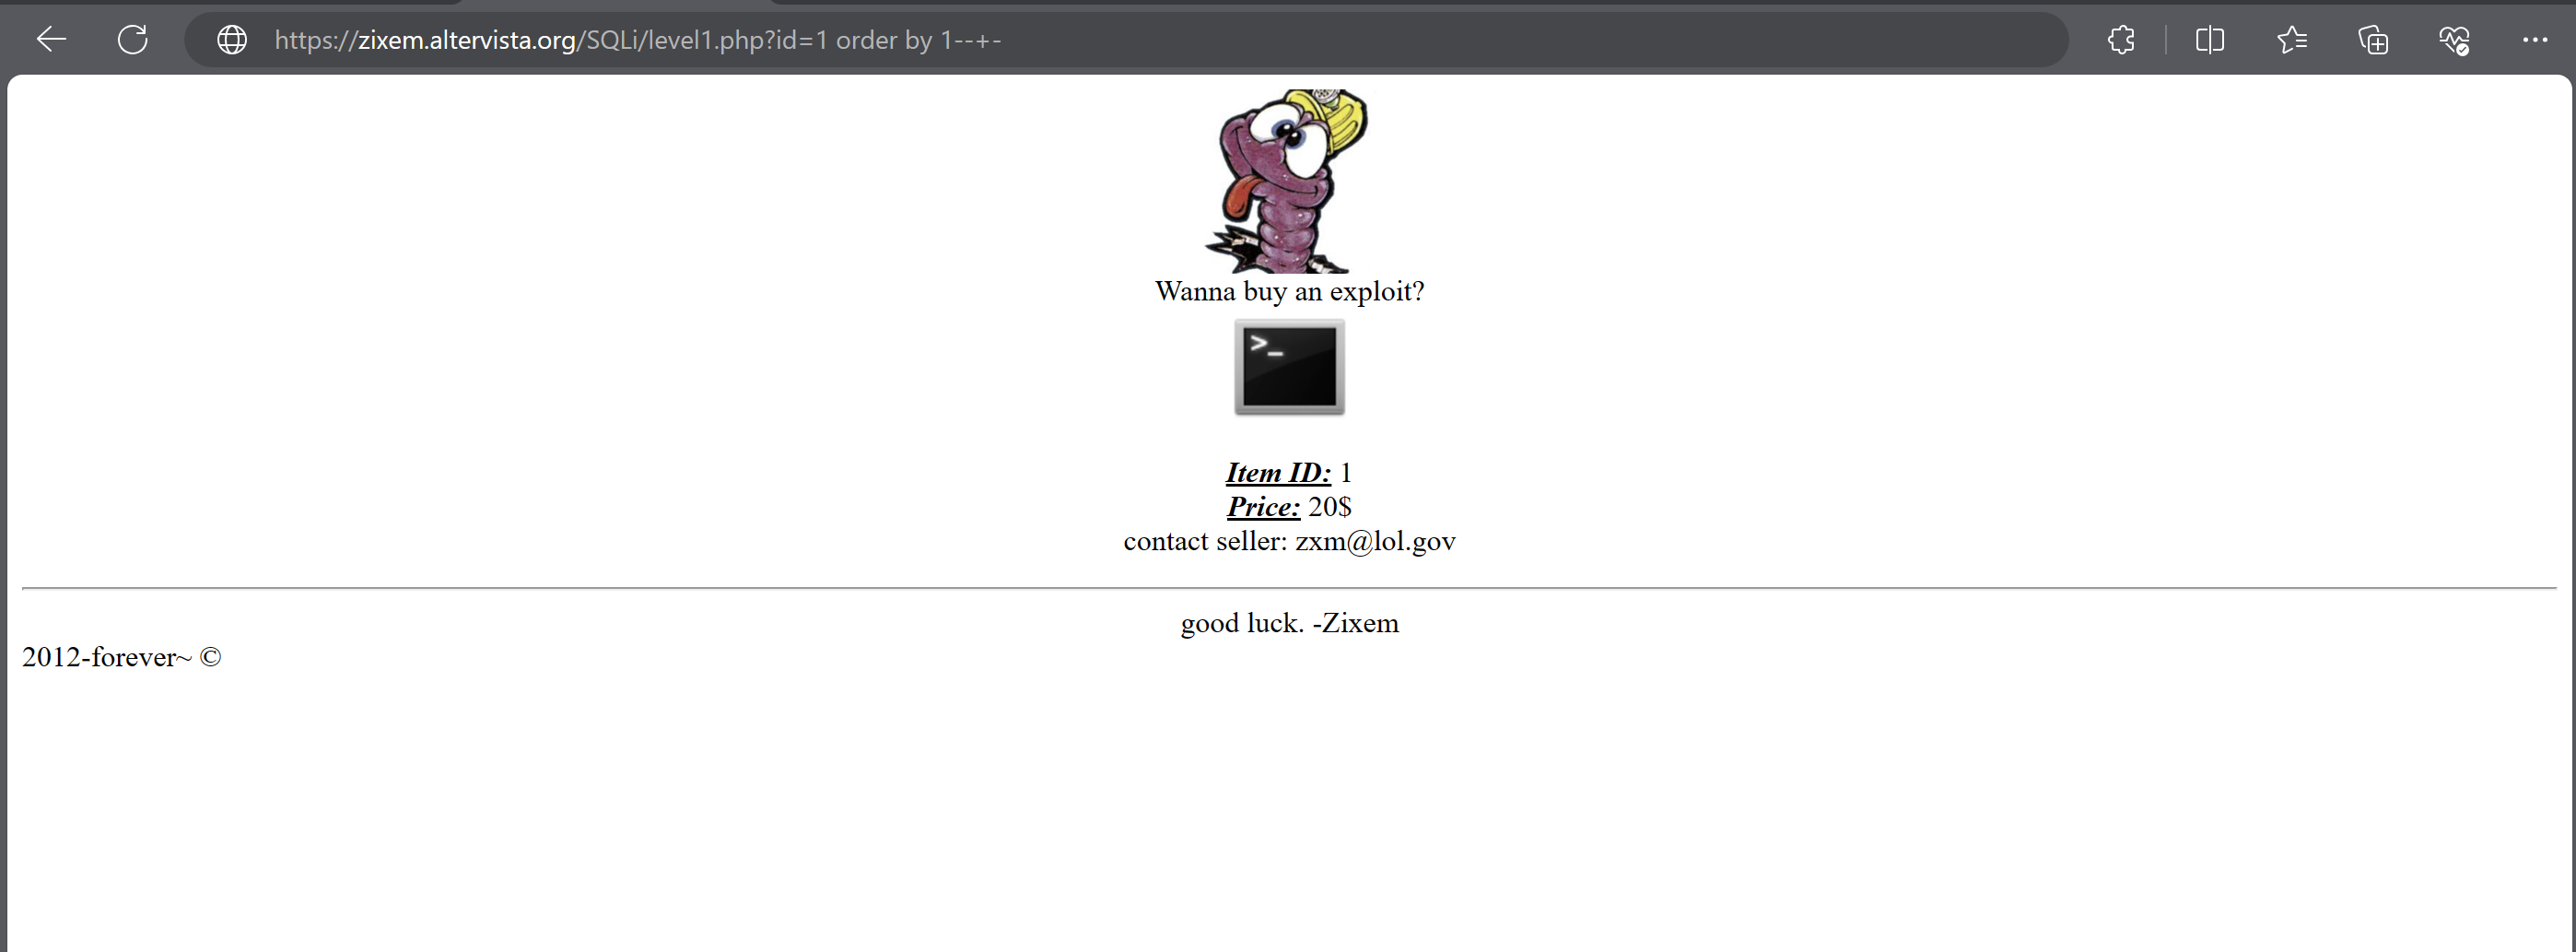 https://zixem.altervista.org/SQLi/level1.php?id=1 order by 1--+-
Wanna buy an exploit?
>_
Item ID: 1
Price: 20$
contact seller: zxm@lol.gov
good luck. -Zixem
2012-forever~ ©